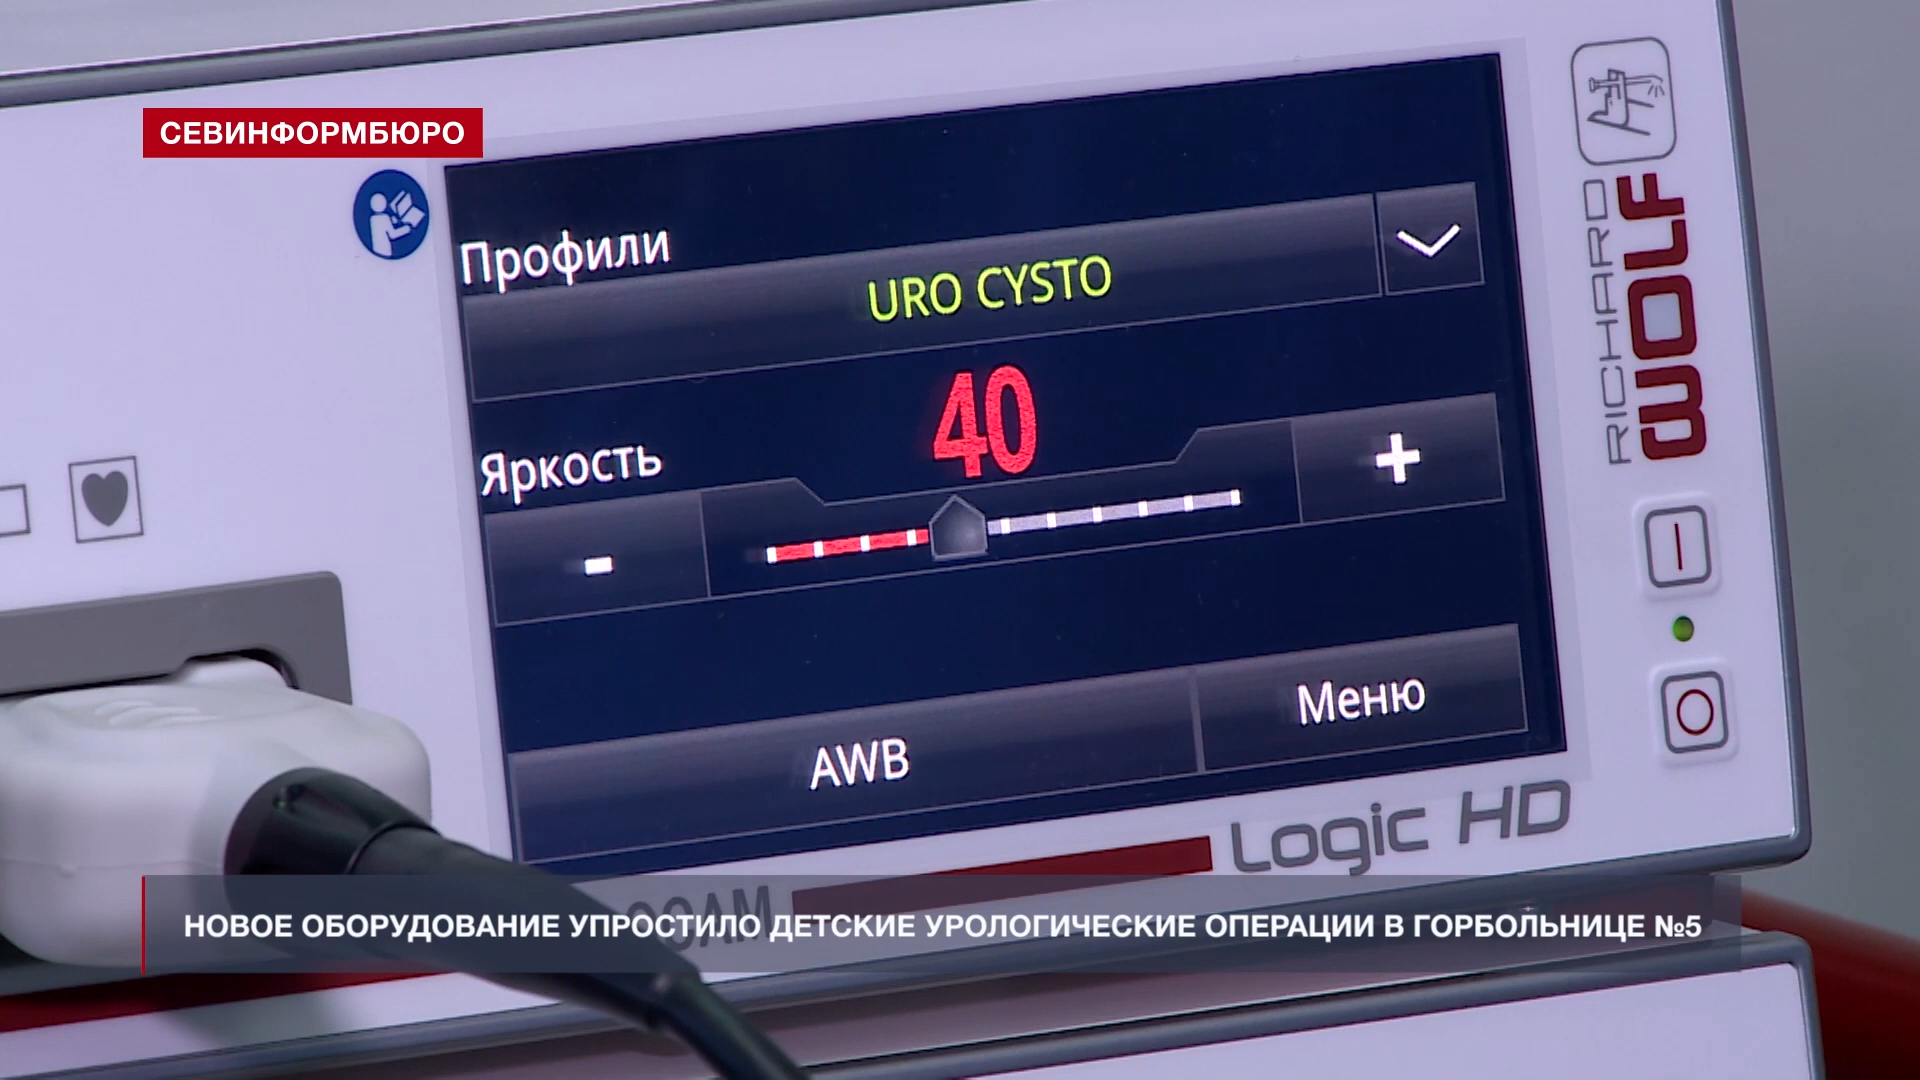 СЕВИНФОРМБЮРО
Профили
URO CYSTO
40
Яркость
- +
AWB
Меню
RICHARD
WOLF
Logic HD
НОВОЕ ОБОРУДОВАНИЕ УПРОСТИЛО ДЕТСКИЕ УРОЛОГИЧЕСКИЕ ОПЕРАЦИИ В ГОРБОЛЬНИЦЕ №5